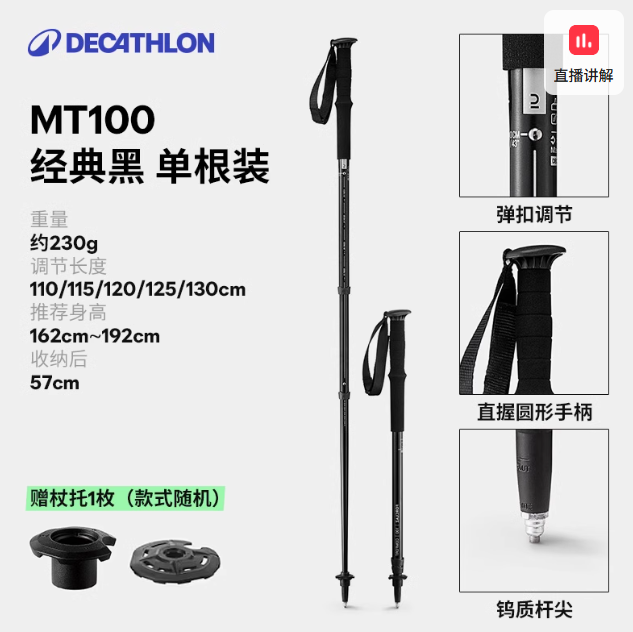 DECATHLON
直播讲解
MT100
经典黑 单根装
重量
约230g
调节长度
110/115/120/125/130cm
推荐身高
162cm~192cm
收纳后
57cm
弹扣调节
直握圆形手柄
赠杖托1枚（款式随机）
钨质杆尖